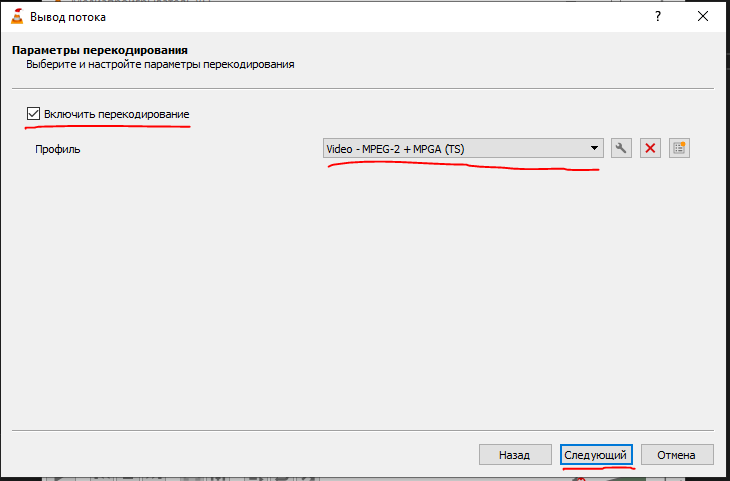 Вывод потока
?
Параметры перекодирования
Выберите и настройте параметры перекодирования
Включить перекодирование
Профиль
Video - MPEG-2 + MPGA (TS)
Назад
Следующий
Отмена